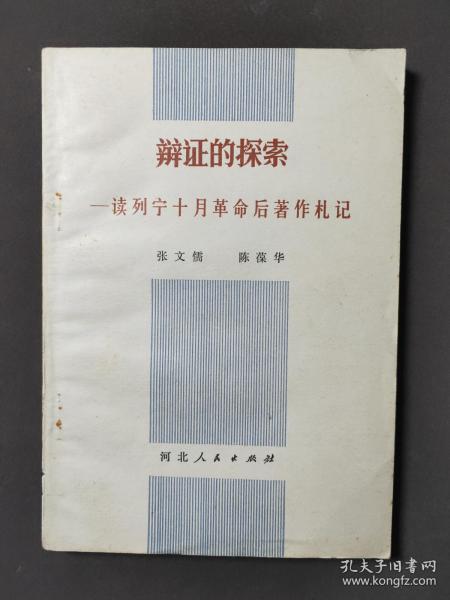 辩证的探索
—读列宁十月革命后著作札记
张文儒 陈葆华
河北人民出版社
孔夫子旧书网
www.kongfz.com